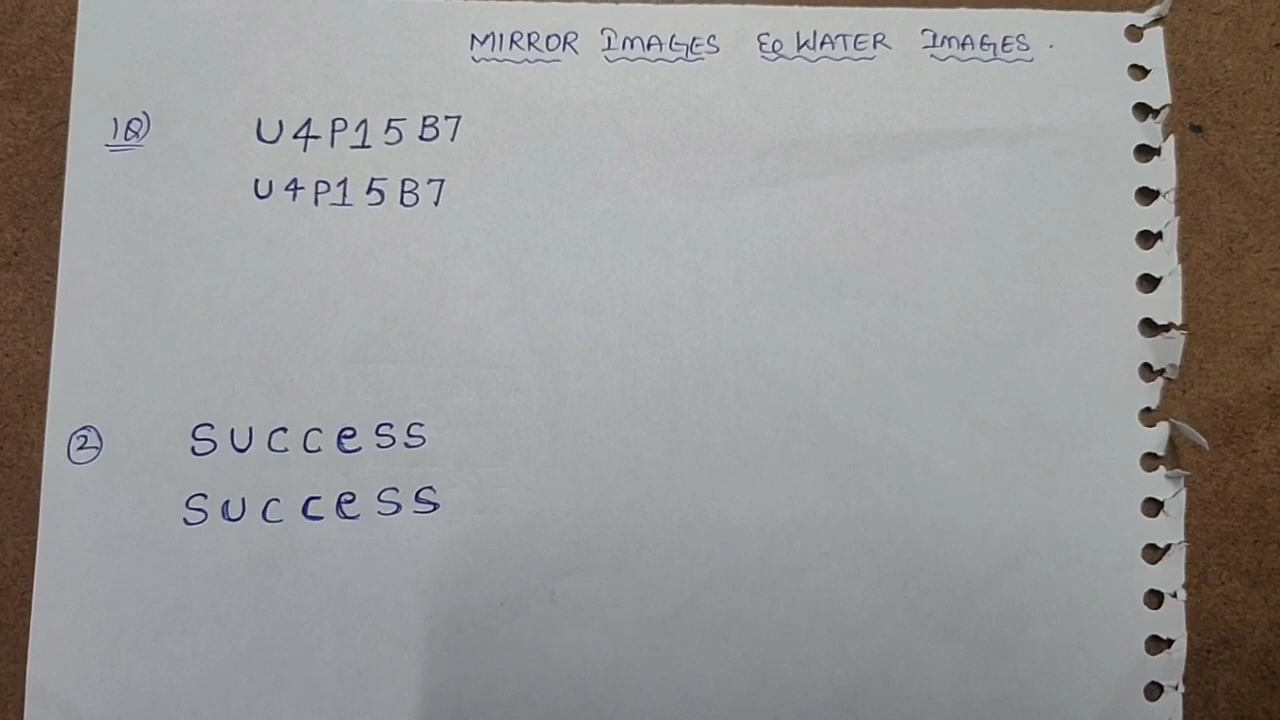 MIRROR IMAGES & WATER IMAGES.
1Q) U4P15B7
U4P15B7
2 success
success